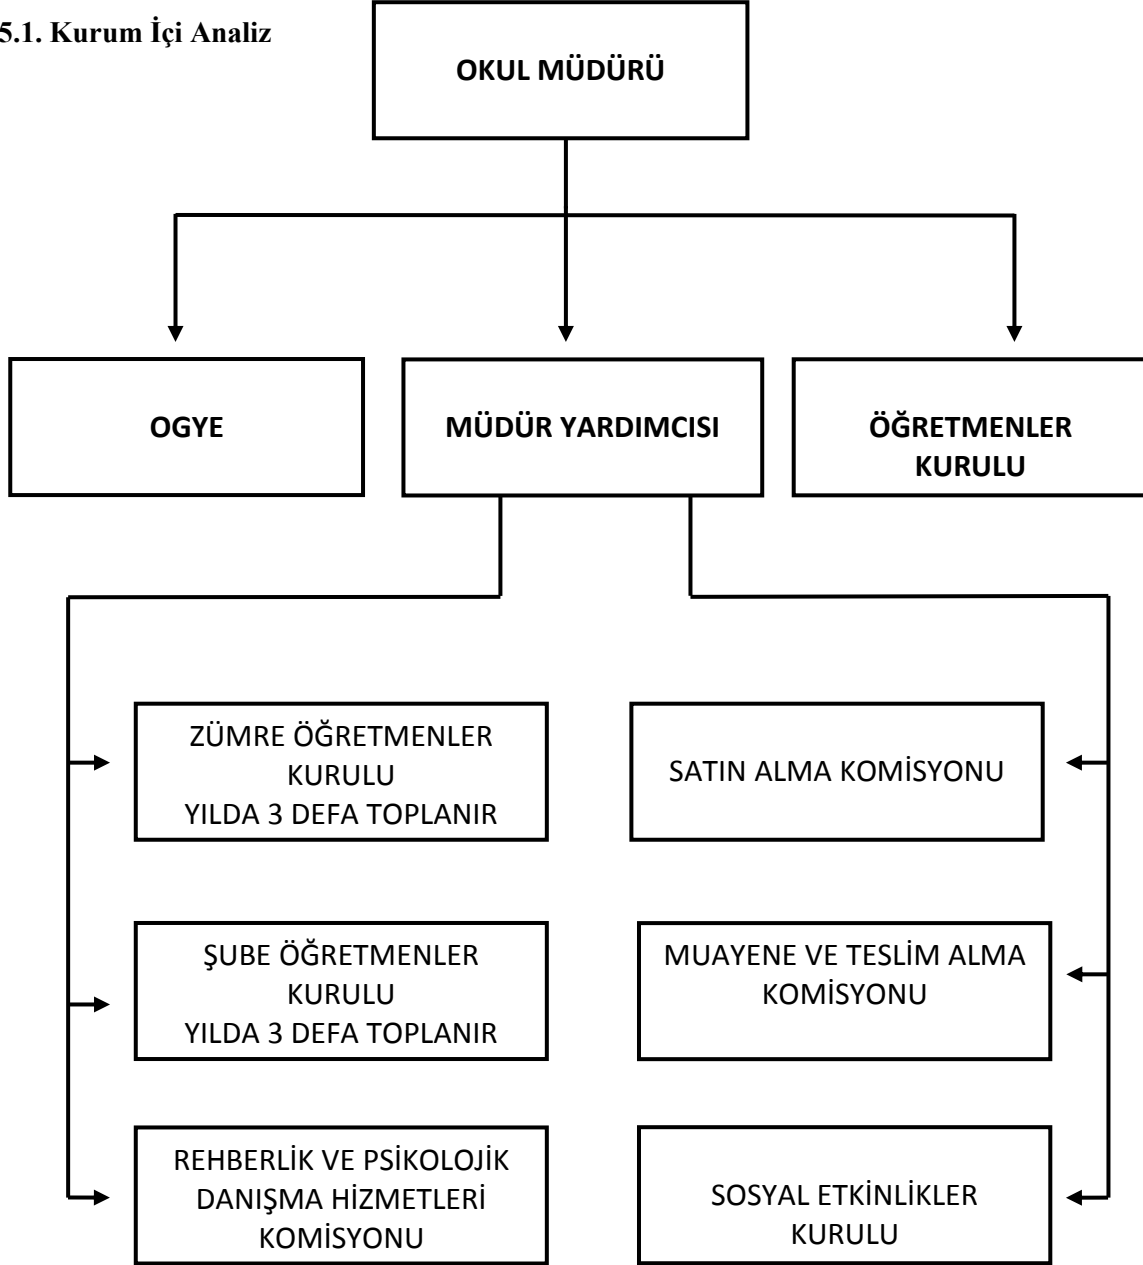 5.1. Kurum İçi Analiz
OKUL MÜDÜRÜ
OGYE
MÜDÜR YARDIMCISI
ÖĞRETMENLER
KURULU
ZÜMRE ÖĞRETMENLER
KURULU
YILDA 3 DEFA TOPLANIR
SATIN ALMA KOMİSYONU
ŞUBE ÖĞRETMENLER
KURULU
YILDA 3 DEFA TOPLANIR
MUAYENE VE TESLİM ALMA
KOMİSYONU
REHBERLİK VE PSİKOLOJİK
DANIŞMA HİZMETLERİ
KOMİSYONU
SOSYAL ETKİNLİKLER
KURULU